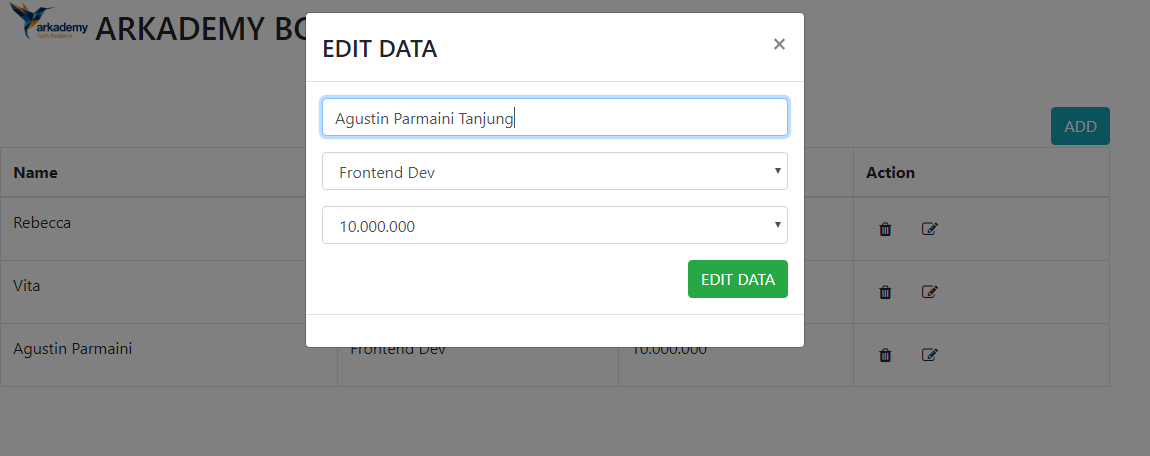 arkademy
Tech Academy
ARKADEMY BO
EDIT DATA
×
Agustin Parmaini Tanjung
ADD
Frontend Dev
Name
Action
10.000.000
Rebecca
EDIT DATA
Vita
Agustin Parmaini Frontend Dev 10.000.000